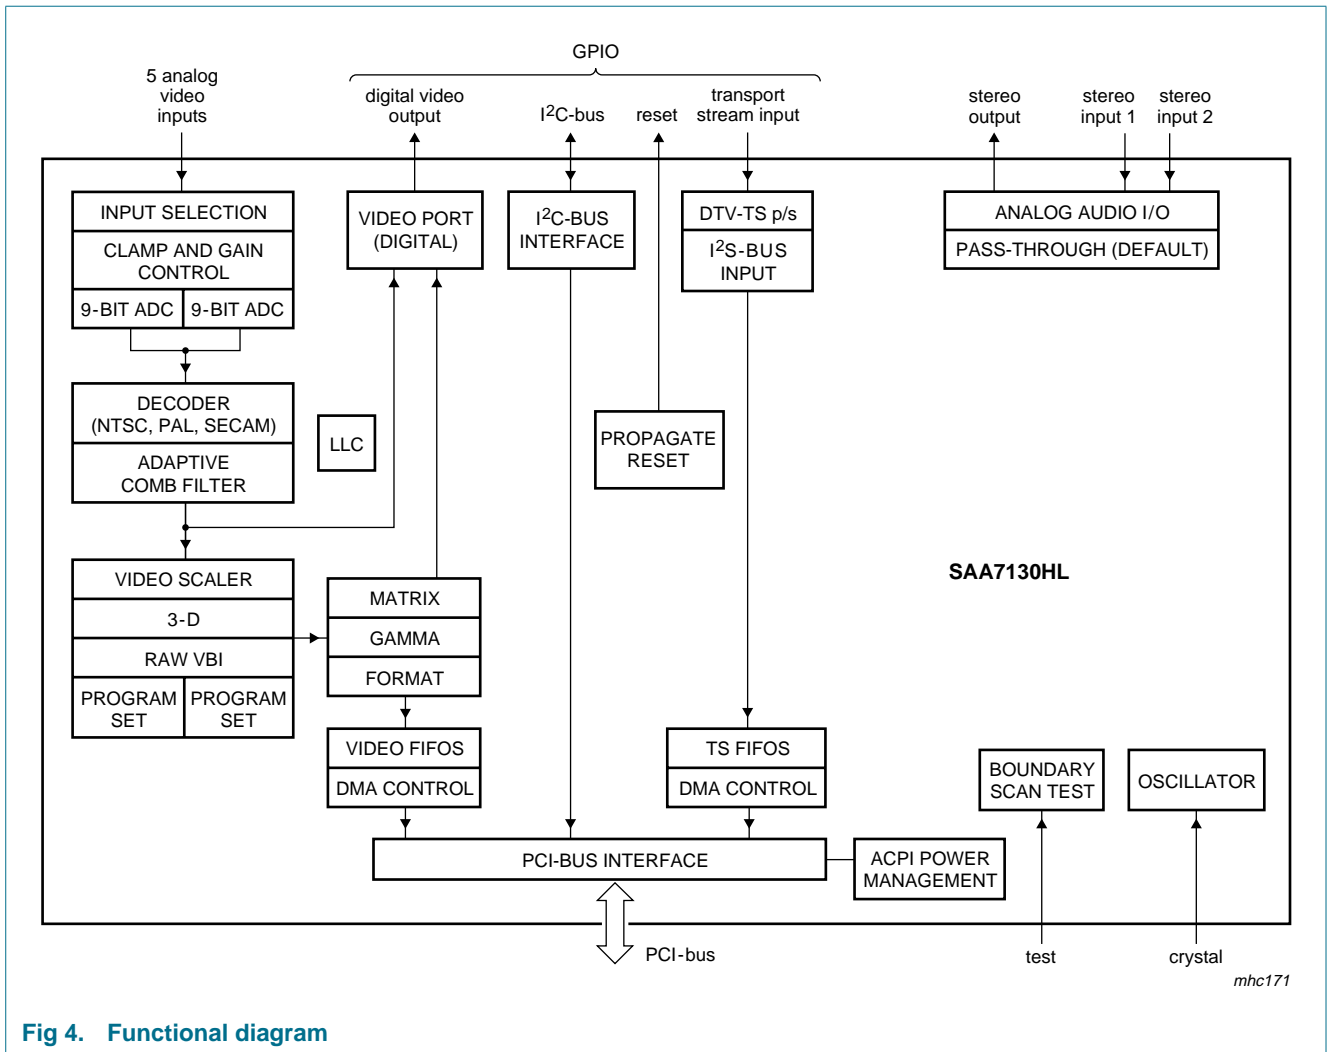 GPIO
5 analog
video
inputs
digital video
output
I²C-bus
reset
transport
stream input
stereo
output
stereo
input 1
stereo
input 2
INPUT SELECTION
CLAMP AND GAIN
CONTROL
9-BIT ADC
9-BIT ADC
VIDEO PORT
(DIGITAL)
I²C-BUS
INTERFACE
DTV-TS p/s
I²S-BUS
INPUT
ANALOG AUDIO I/O
PASS-THROUGH (DEFAULT)
DECODER
(NTSC, PAL, SECAM)
ADAPTIVE
COMB FILTER
LLC
PROPAGATE
RESET
VIDEO SCALER
3-D
RAW VBI
PROGRAM
SET
PROGRAM
SET
MATRIX
GAMMA
FORMAT
SAA7130HL
VIDEO FIFOS
DMA CONTROL
TS FIFOS
DMA CONTROL
BOUNDARY
SCAN TEST
OSCILLATOR
PCI-BUS INTERFACE
ACPI POWER
MANAGEMENT
PCI-bus
test
crystal
mhc171
Fig 4. Functional diagram